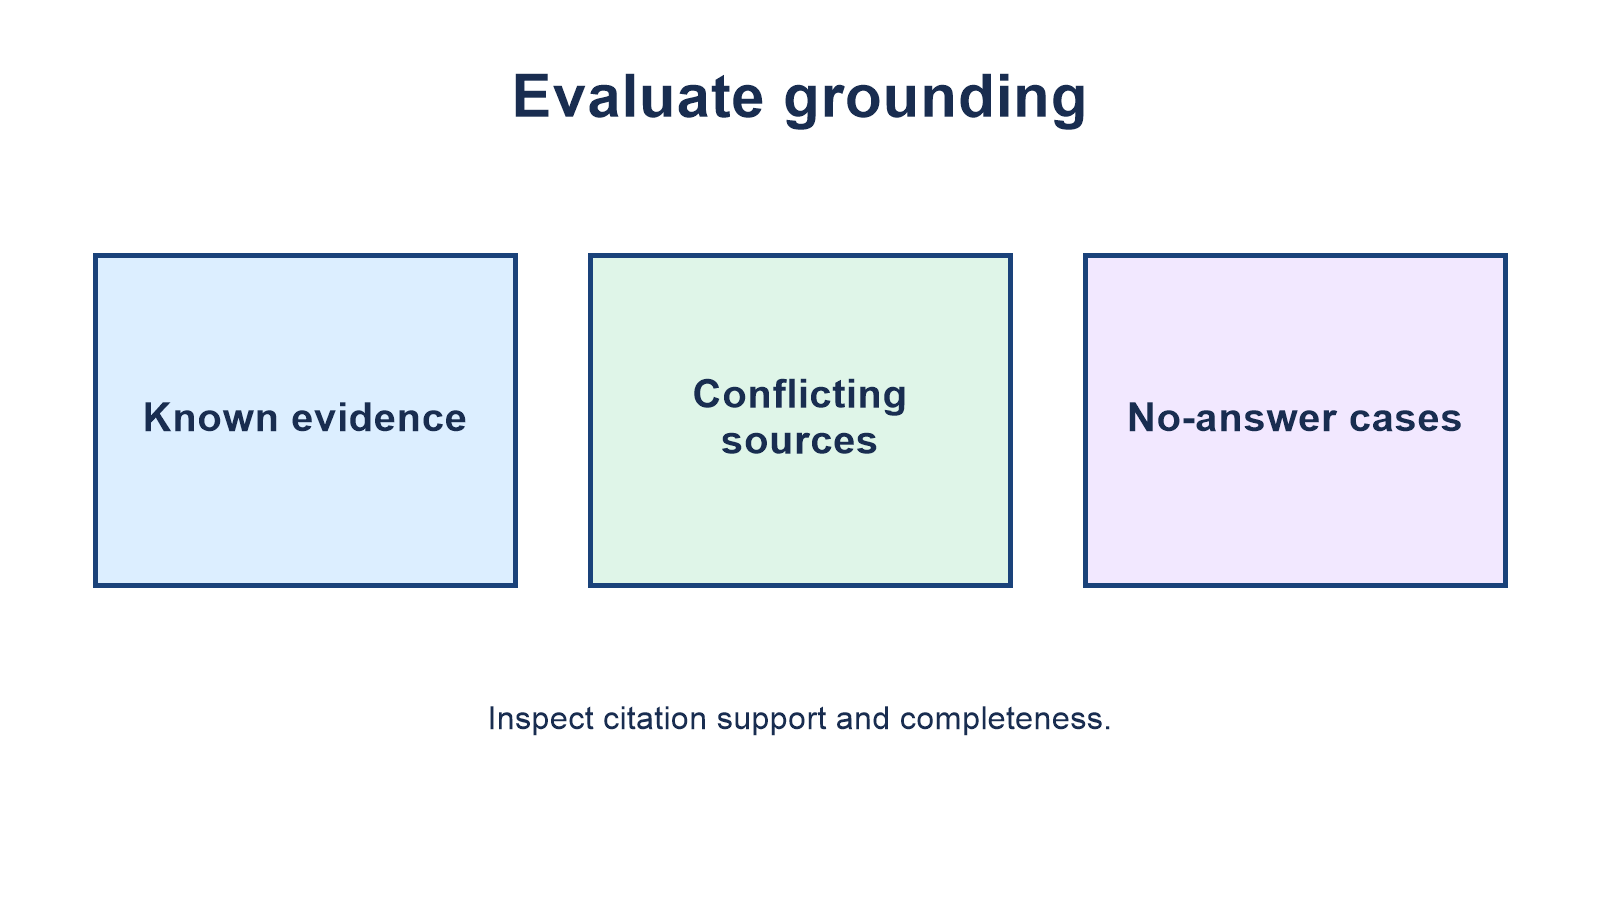 Evaluate grounding
Known evidence
Conflicting
sources
No-answer cases
Inspect citation support and completeness.